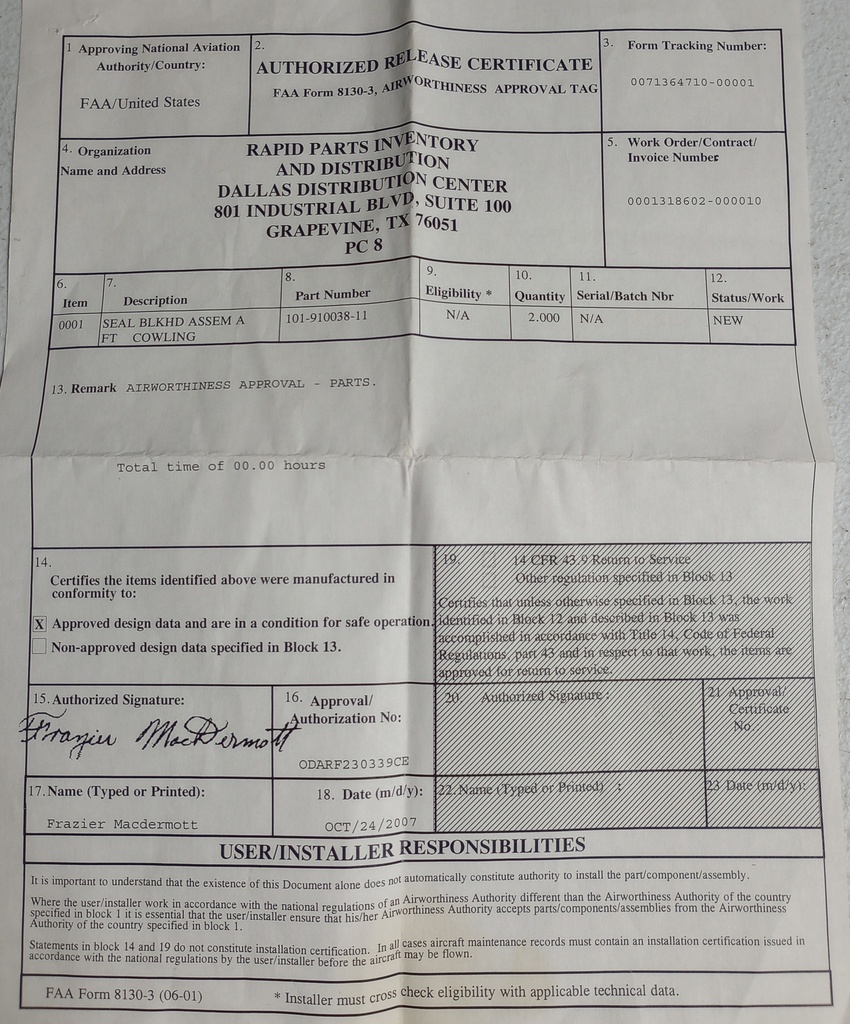 1 Approving National Aviation
Authority/Country:
FAA/United States
2.
AUTHORIZED RELEASE CERTIFICATE
FAA Form 8130-3, AIRWORTHINESS APPROVAL TAG
3. Form Tracking Number:
0071364710-00001
4. Organization
Name and Address
RAPID PARTS INVENTORY
AND DISTRIBUTION
DALLAS DISTRIBUTION CENTER
801 INDUSTRIAL BLVD, SUITE 100
GRAPEVINE, TX 76051
PC 8
5. Work Order/Contract/
Invoice Number
0001318602-000010
6. Item
7. Description
8. Part Number
9. Eligibility *
10. Quantity
11. Serial/Batch Nbr
12. Status/Work
0001 SEAL BLKHD ASSEM A 101-910038-11 N/A 2.000 N/A NEW
FT COWLING
13. Remark AIRWORTHINESS APPROVAL - PARTS.
Total time of 00.00 hours
14.
Certifies the items identified above were manufactured in
conformity to:
X Approved design data and are in a condition for safe operation.
Non-approved design data specified in Block 13.
19. 14 CFR 43.9 Return to Service
Other regulation specified in Block 13
Certifies that unless otherwise specified in Block 13, the work
identified in Block 12 and described in Block 13 was
accomplished in accordance with Title 14, Code of Federal
Regulations, part 43 and in respect to that work, the items are
approved for return to service.
15. Authorized Signature:
Frazier MacDermott
16. Approval/
Authorization No:
ODARF230339CE
20. Authorized Signature :
21 Approval/
Certificate
No.
17. Name (Typed or Printed):
Frazier Macdermott
18. Date (m/d/y):
OCT/24/2007
22. Name (Typed or Printed) :
23 Date (m/d/y):
USER/INSTALLER RESPONSIBILITIES
It is important to understand that the existence of this Document alone does not automatically constitute authority to install the part/component/assembly.
Where the user/installer work in accordance with the national regulations of an Airworthiness Authority different than the Airworthiness Authority of the country
specified in block 1 it is essential that the user/installer ensure that his/her Airworthiness Authority accepts parts/components/assemblies from the Airworthiness
Authority of the country specified in block 1.
Statements in block 14 and 19 do not constitute installation certification. In all cases aircraft maintenance records must contain an installation certification issued in
accordance with the national regulations by the user/installer before the aircraft may be flown.
FAA Form 8130-3 (06-01) * Installer must cross check eligibility with applicable technical data.